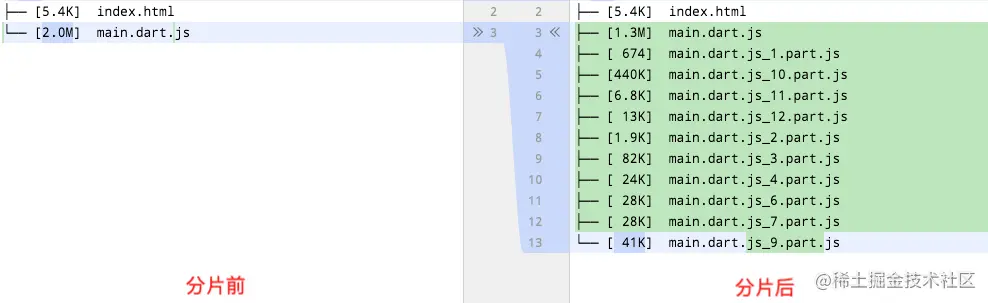 ├── [5.4K]  index.html
└── [2.0M]  main.dart.js
分片前
2 2
» 3 3 «
4
5
6
7
8
9
10
11
12
13
├── [5.4K]  index.html
├── [1.3M]  main.dart.js
├── [ 674]  main.dart.js_1.part.js
├── [440K]  main.dart.js_10.part.js
├── [6.8K]  main.dart.js_11.part.js
├── [ 13K]  main.dart.js_12.part.js
├── [1.9K]  main.dart.js_2.part.js
├── [ 82K]  main.dart.js_3.part.js
├── [ 24K]  main.dart.js_4.part.js
├── [ 28K]  main.dart.js_6.part.js
├── [ 28K]  main.dart.js_7.part.js
└── [ 41K]  main.dart.js_9.part.js
分片后
@稀土掘金技术社区